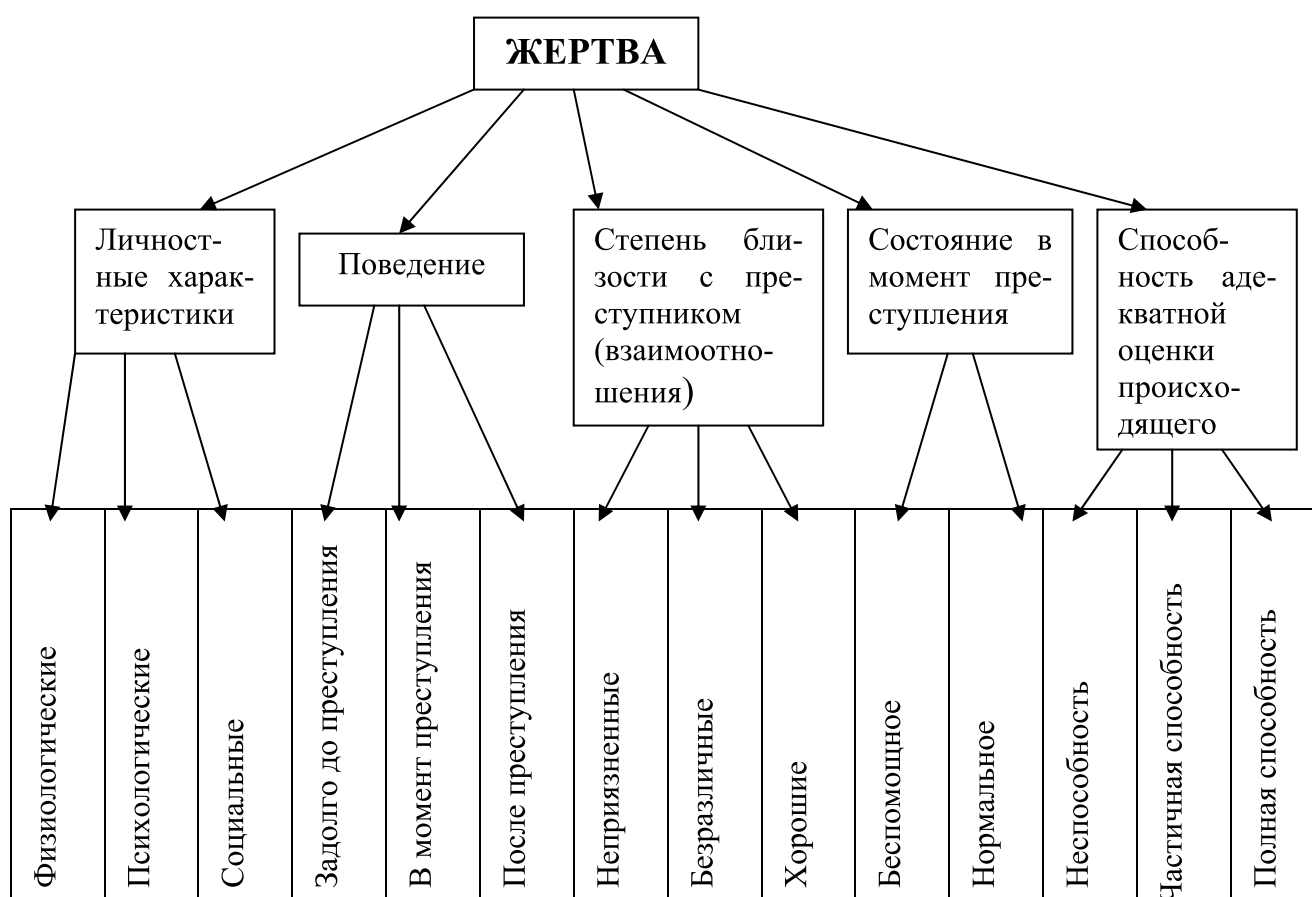 ЖЕРТВА
Личност-
ные харак-
теристики
Поведение
Степень бли-
зости с пре-
ступником
(взаимоотно-
шения)
Состояние в
момент пре-
ступления
Способ-
ность аде-
кватной
оценки
происхо-
дящего
Физиологические
Психологические
Социальные
Задолго до преступления
В момент преступления
После преступления
Неприязненные
Безразличные
Хорошие
Беспомощное
Нормальное
Неспособность
Частичная способность
Полная способность